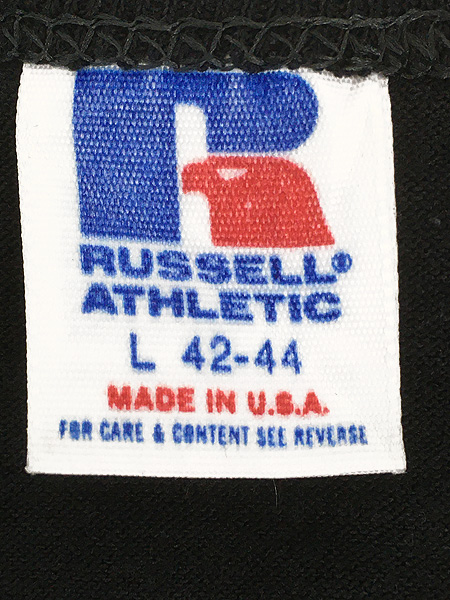 RUSSELL®
ATHLETIC
L 42-44
MADE IN U.S.A.
FOR CARE & CONTENT SEE REVERSE